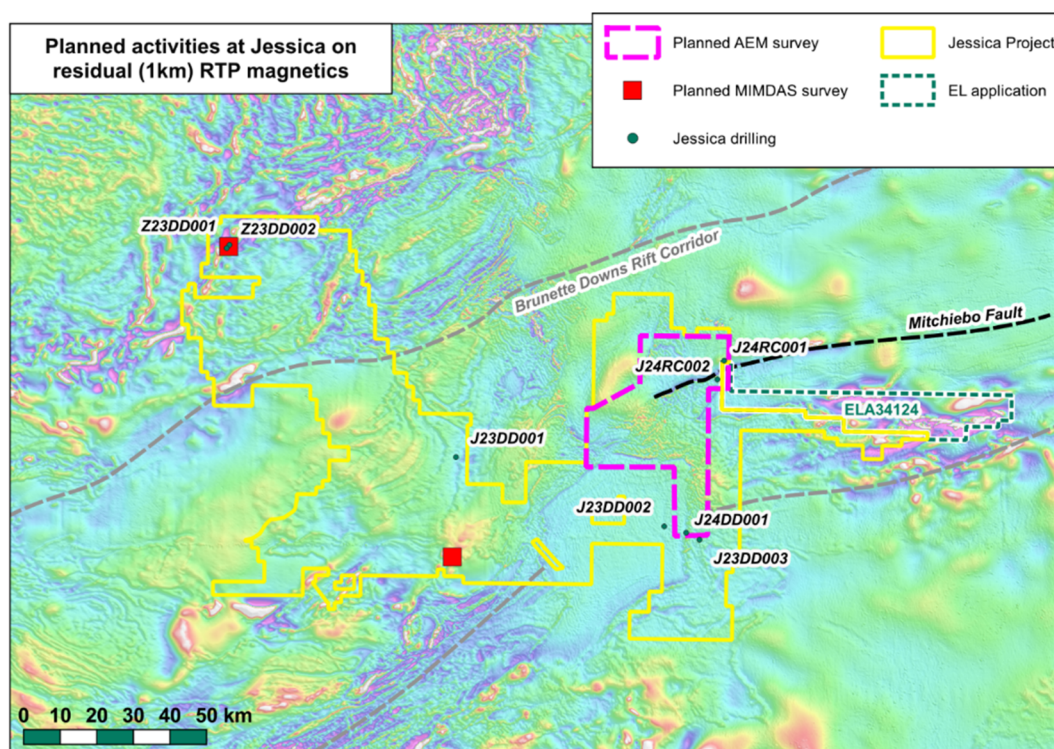 Planned activities at Jessica on
residual (1km) RTP magnetics
Planned AEM survey
Jessica Project
Planned MIMDAS survey
EL application
Jessica drilling
Z23DD001
Z23DD002
Brunette Downs Rift Corridor
Mitchiebo Fault
J24RC001
J24RC002
ELA34124
J23DD001
J23DD002
J24DD001
J23DD003
0 10 20 30 40 50 km